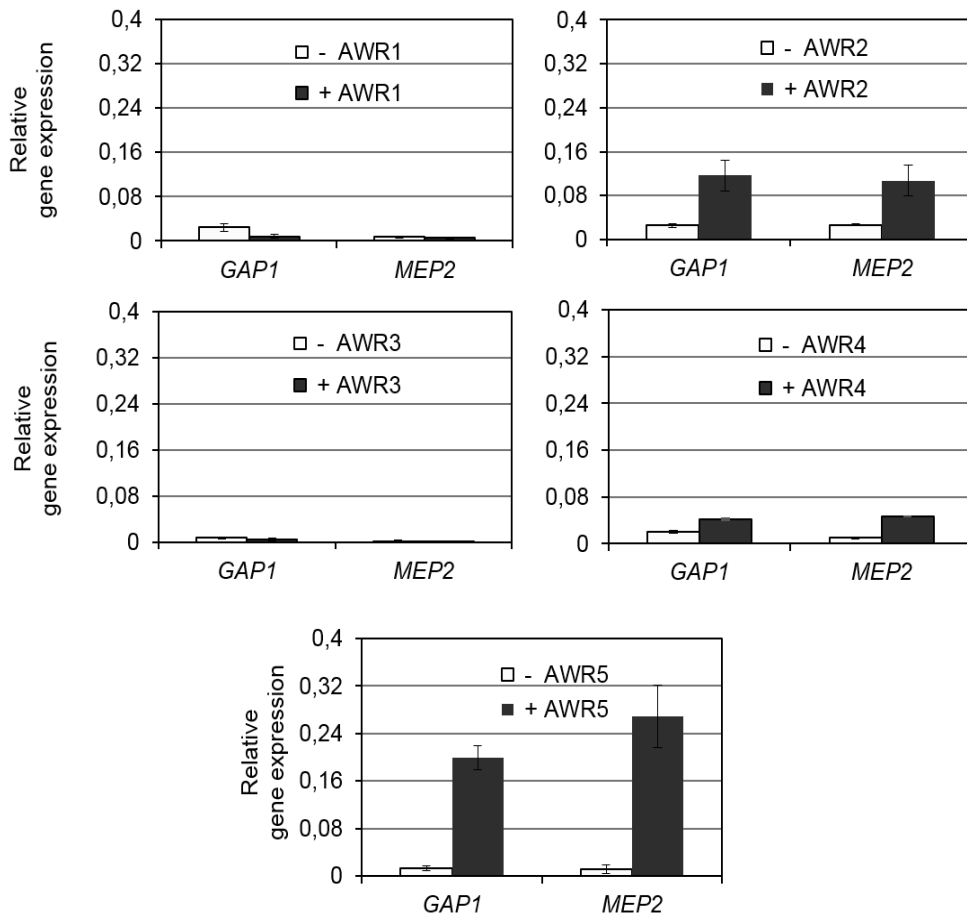 Relative
gene expression
0,4
0,32
0,24
0,16
0,08
0
- AWR1
+ AWR1
GAP1
MEP2
0,4
0,32
0,24
0,16
0,08
0
- AWR2
+ AWR2
GAP1
MEP2
Relative
gene expression
0,4
0,32
0,24
0,16
0,08
0
- AWR3
+ AWR3
GAP1
MEP2
0,4
0,32
0,24
0,16
0,08
0
- AWR4
+ AWR4
GAP1
MEP2
Relative
gene expression
0,4
0,32
0,24
0,16
0,08
0
- AWR5
+ AWR5
GAP1
MEP2